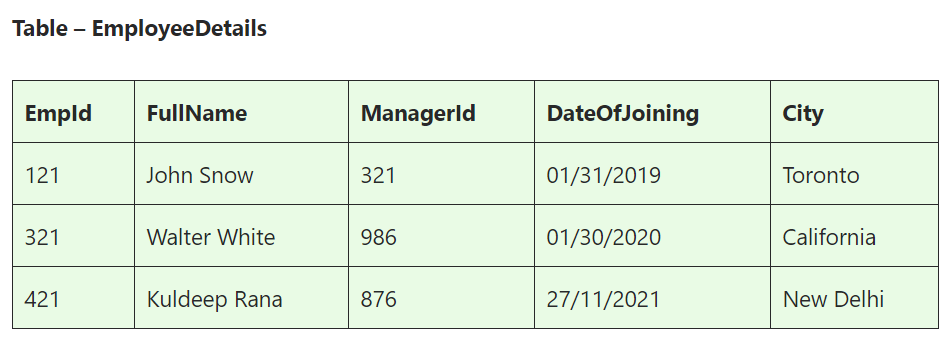 Table – EmployeeDetails
EmpId FullName ManagerId DateOfJoining City
121 John Snow 321 01/31/2019 Toronto
321 Walter White 986 01/30/2020 California
421 Kuldeep Rana 876 27/11/2021 New Delhi